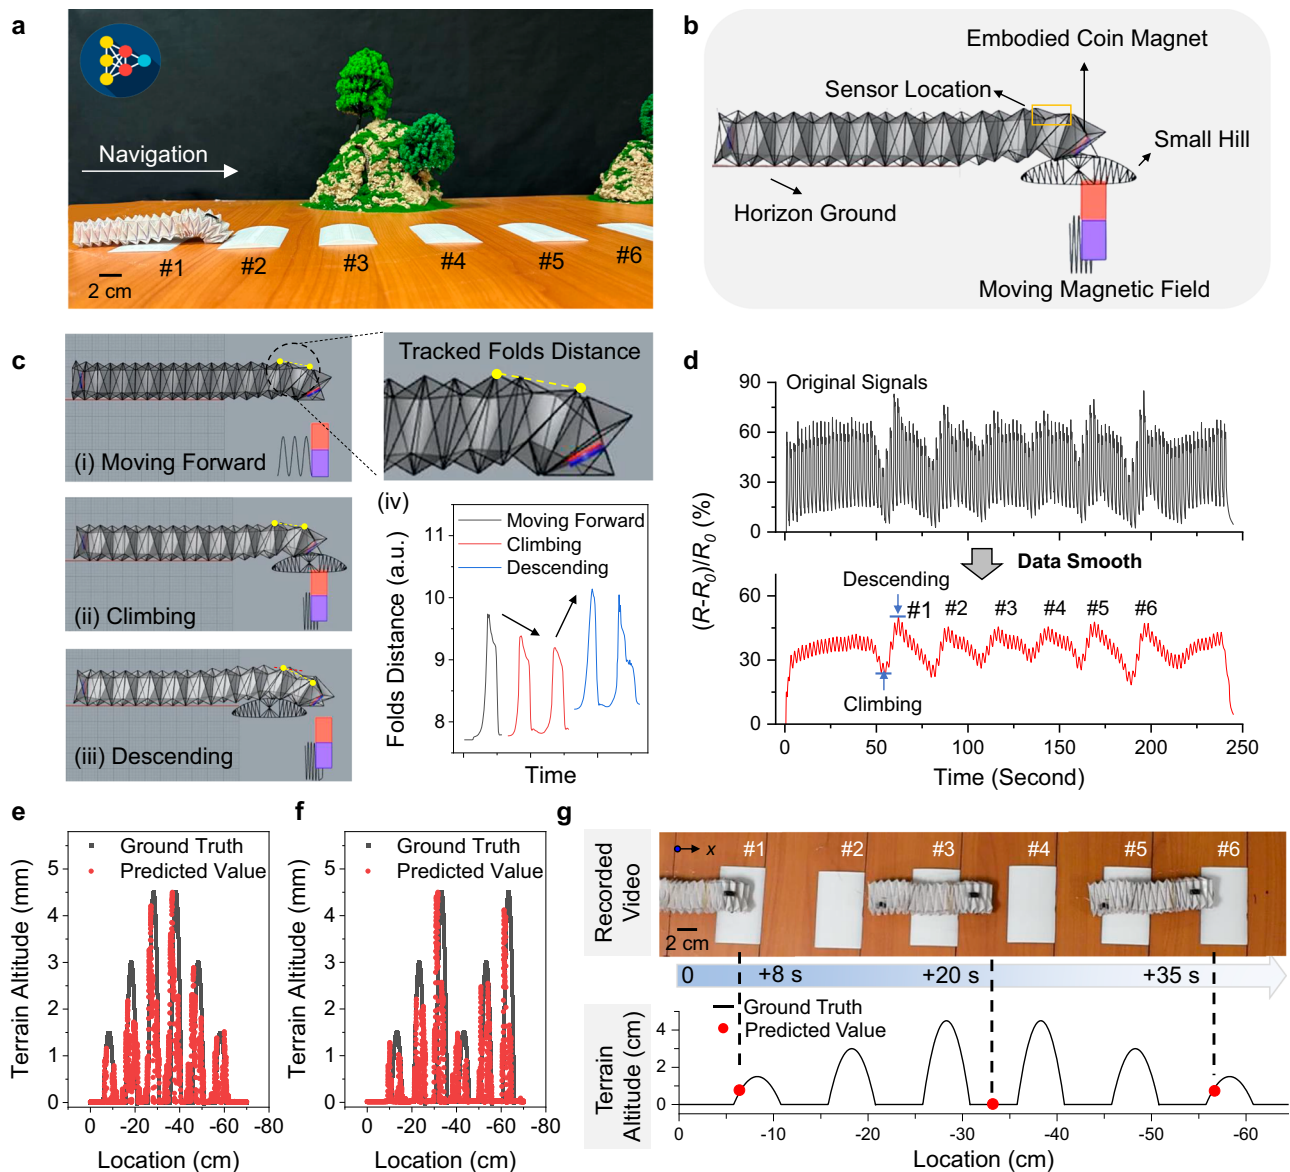 a
Navigation
#1
#2
#3
#4
#5
#6
2 cm
b
Embodied Coin Magnet
Sensor Location
Small Hill
Horizon Ground
Moving Magnetic Field
c
(i) Moving Forward
(ii) Climbing
(iii) Descending
Tracked Folds Distance
(iv)
Moving Forward
Climbing
Descending
11
10
9
8
Folds Distance (a.u.)
Time
d
Original Signals
90
60
30
0
Data Smooth
Descending
#1 #2 #3 #4 #5 #6
Climbing
60
30
0
(R-R0)/R0 (%)
0 50 100 150 200 250
Time (Second)
e
Ground Truth
Predicted Value
5
4
3
2
1
0
Terrain Altitude (mm)
0 -20 -40 -60 -80
Location (cm)
f
Ground Truth
Predicted Value
5
4
3
2
1
0
Terrain Altitude (mm)
0 -20 -40 -60 -80
Location (cm)
g
Recorded
Video
x
#1 #2 #3 #4 #5 #6
2 cm
0 +8 s +20 s +35 s
Ground Truth
Predicted Value
Terrain
Altitude (cm)
4
2
0
0 -10 -20 -30 -40 -50 -60
Location (cm)